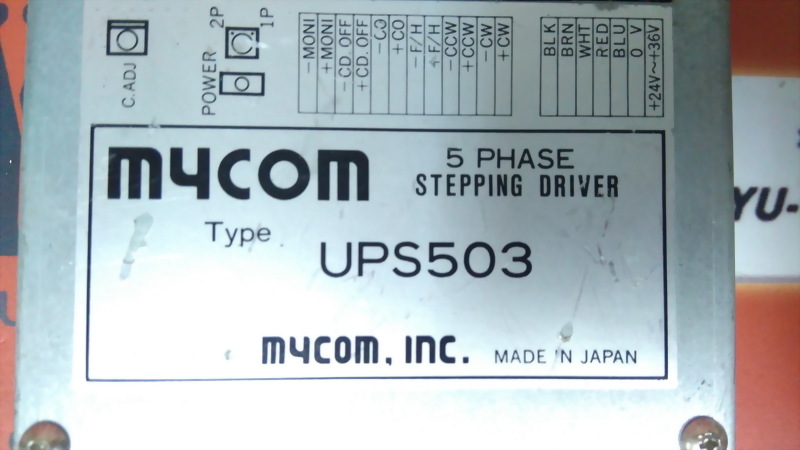 C.ADJ
POWER
2P
1P
-MONI
+MONI
-CD.OFF
+CD.OFF
-CO
+CO
-F/H
+F/H
-CCW
+CCW
-CW
+CW
BLK
BRN
WHT
RED
BLU
0 V
+24V~+36V
MYCOM
5 PHASE
STEPPING DRIVER
Type UPS503
MYCOM, INC. MADE IN JAPAN
YU-